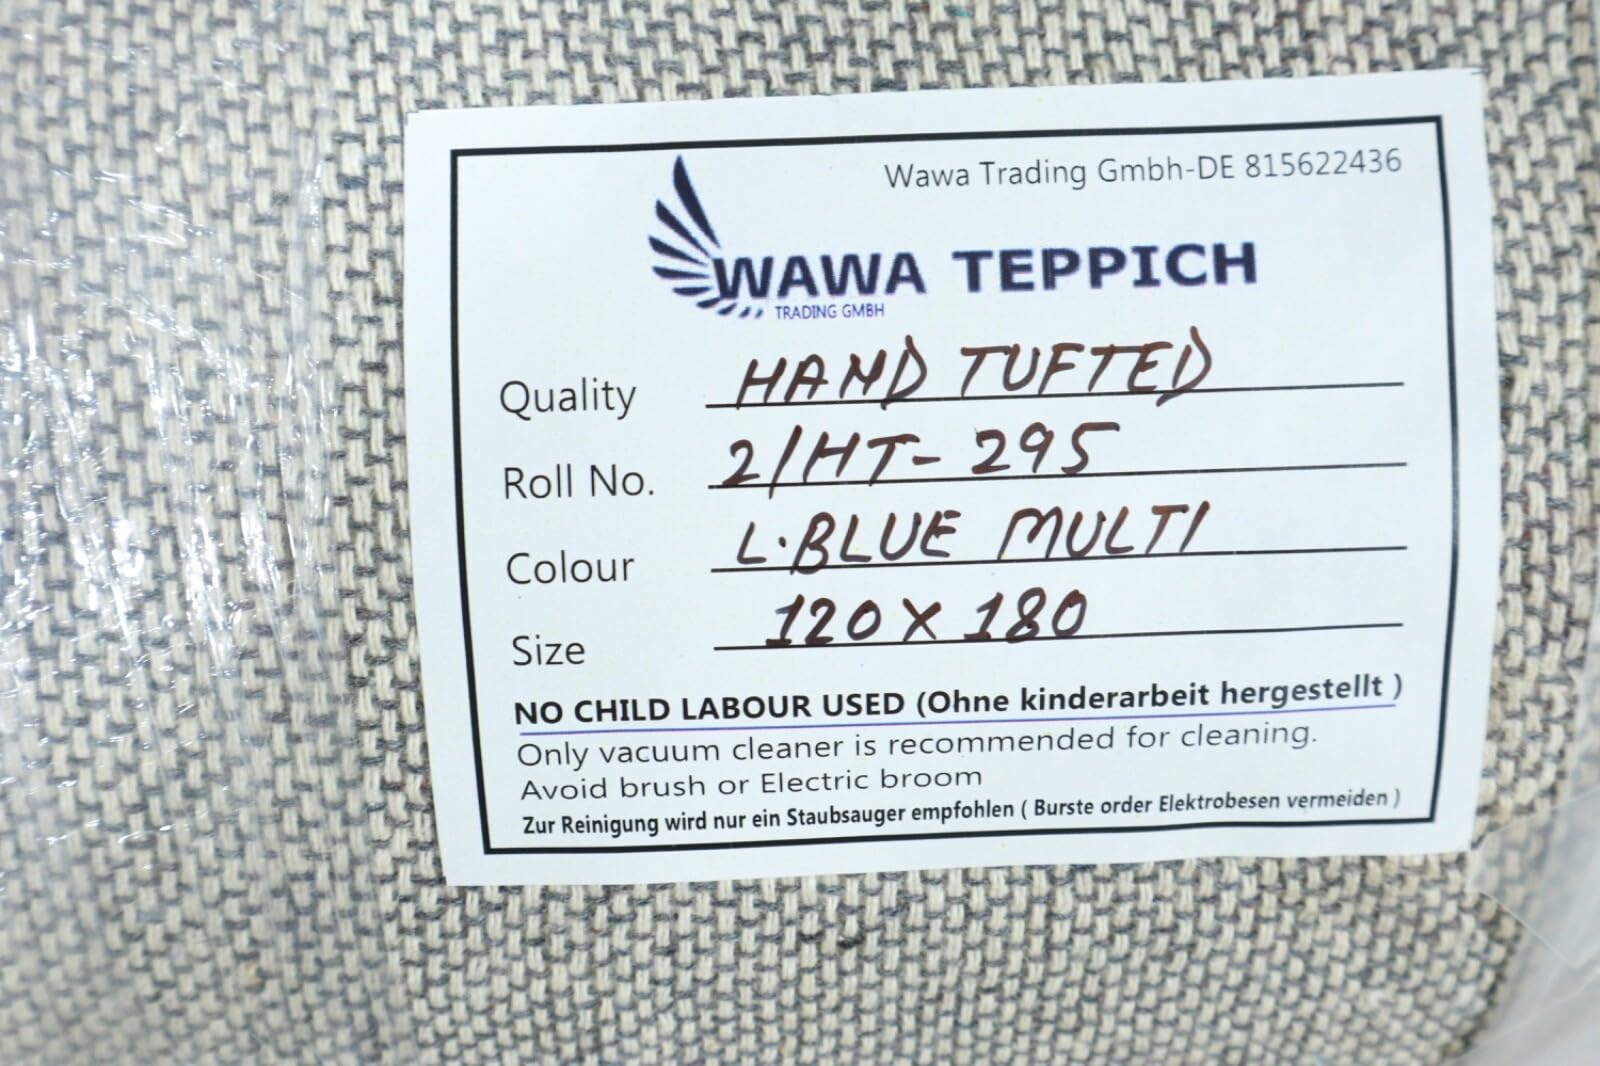 Wawa Trading Gmbh-DE 815622436
WAWA TEPPICH
TRADING GMBH
Quality HAND TUFTED
Roll No. 2/HT-295
Colour L.BLUE MULTI
Size 120 X 180
NO CHILD LABOUR USED (Ohne kinderarbeit hergestellt )
Only vacuum cleaner is recommended for cleaning.
Avoid brush or Electric broom
Zur Reinigung wird nur ein Staubsauger empfohlen ( Burste order Elektrobesen vermeiden )